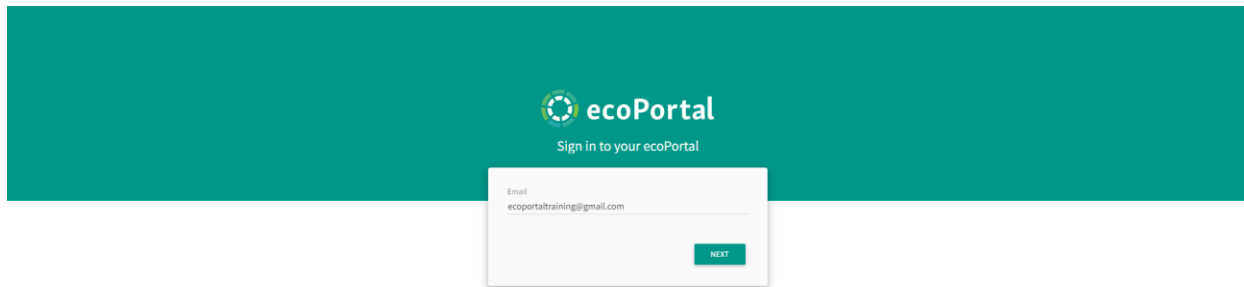 ecoPortal
Sign in to your ecoPortal
Email
ecoportaltraining@gmail.com
NEXT